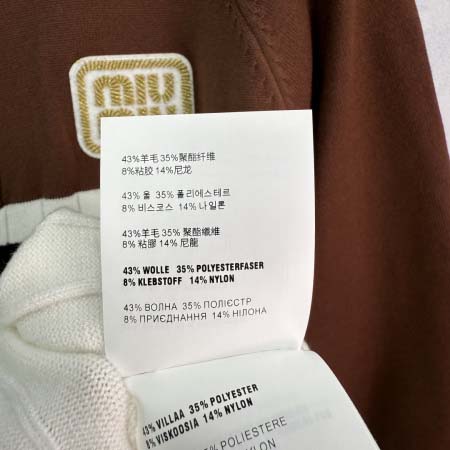 miu
miu
43%羊毛 35%聚酯纤维
8%粘胶 14%尼龙
43% 울 35% 폴리에스테르
8% 비스코스 14% 나일론
43%羊毛 35%聚酯纖維
8%粘膠 14%尼龍
43% WOLLE 35% POLYESTERFASER
8% KLEBSTOFF 14% NYLON
43% ВОЛНА 35% ПОЛІЄСТР
8% ПРИЄДНАННЯ 14% НІЛОНА
43% VILLAA 35% POLYESTER
8% VISKOOSIA 14% NYLON
35% POLIESTERE